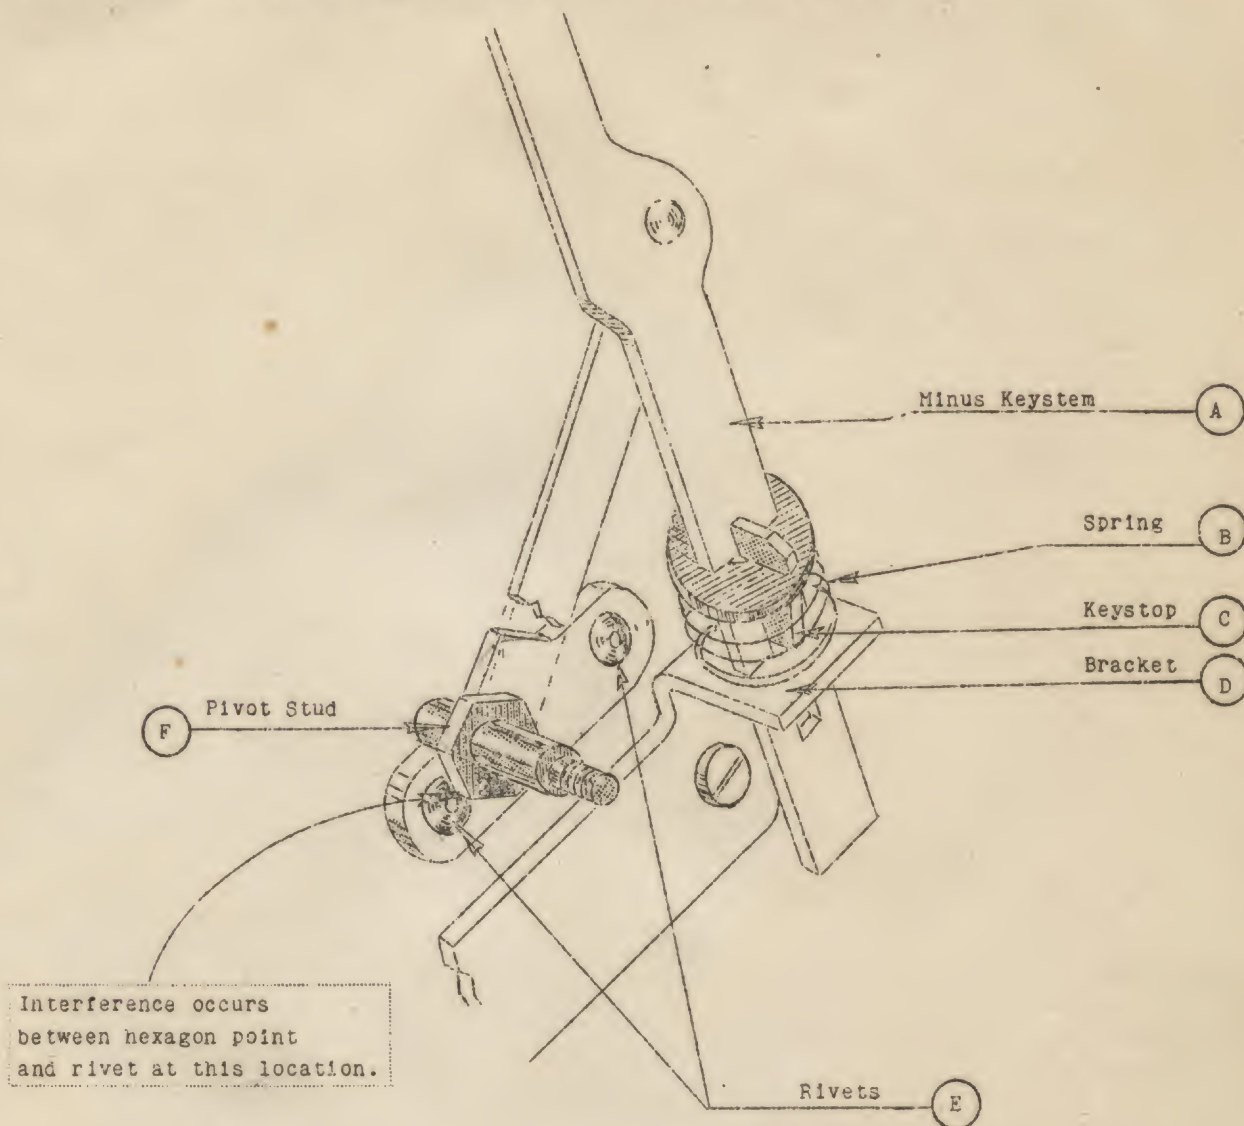 Minus Keystem A
Spring B
Keystop C
Bracket D
F Pivot Stud
Interference occurs
between hexagon point
and rivet at this location.
Rivets E